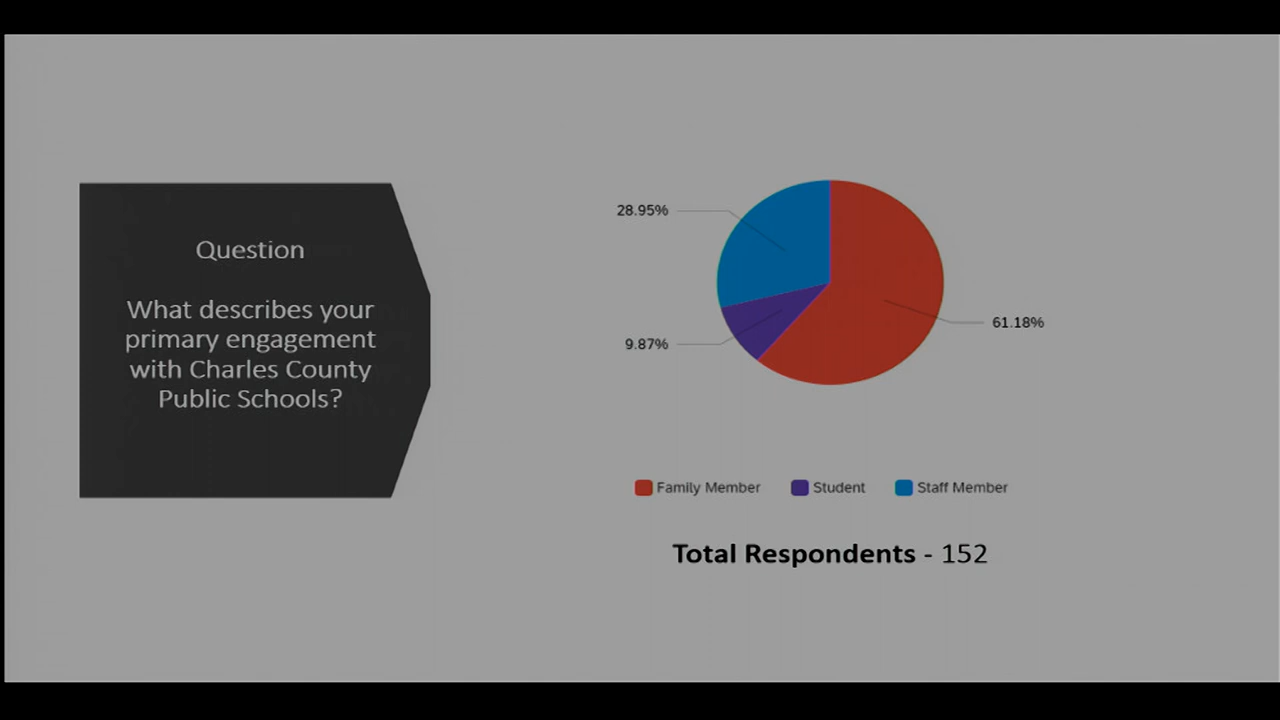 Question
What describes your
primary engagement
with Charles County
Public Schools?
28.95%
9.87%
61.18%
Family Member
Student
Staff Member
Total Respondents - 152